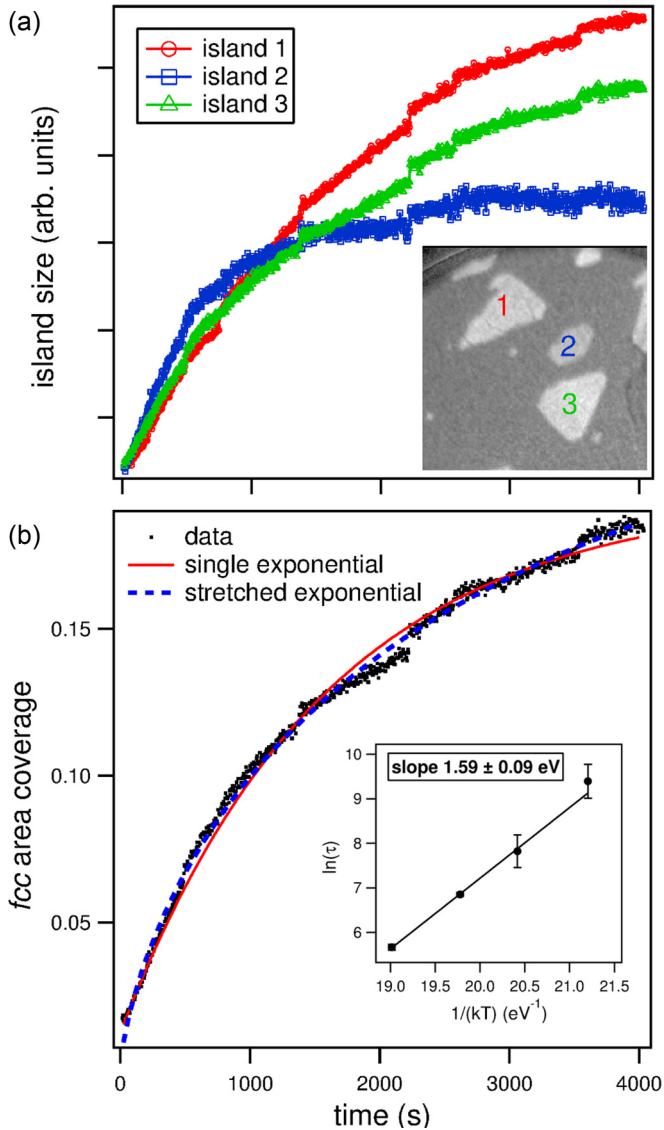 (a)
island 1
island 2
island 3
island size (arb. units)
1
2
3
(b)
data
single exponential
stretched exponential
0.15
0.10
0.05
fcc area coverage
slope 1.59 ± 0.09 eV
10
9
8
7
6
ln(τ)
19.0 19.5 20.0 20.5 21.0 21.5
1/(kT) (eV⁻¹)
0 1000 2000 3000 4000
time (s)